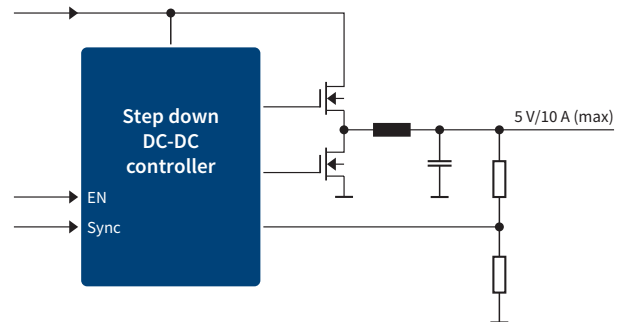 5 V/10 A (max)
Step down
DC-DC
controller
EN
Sync